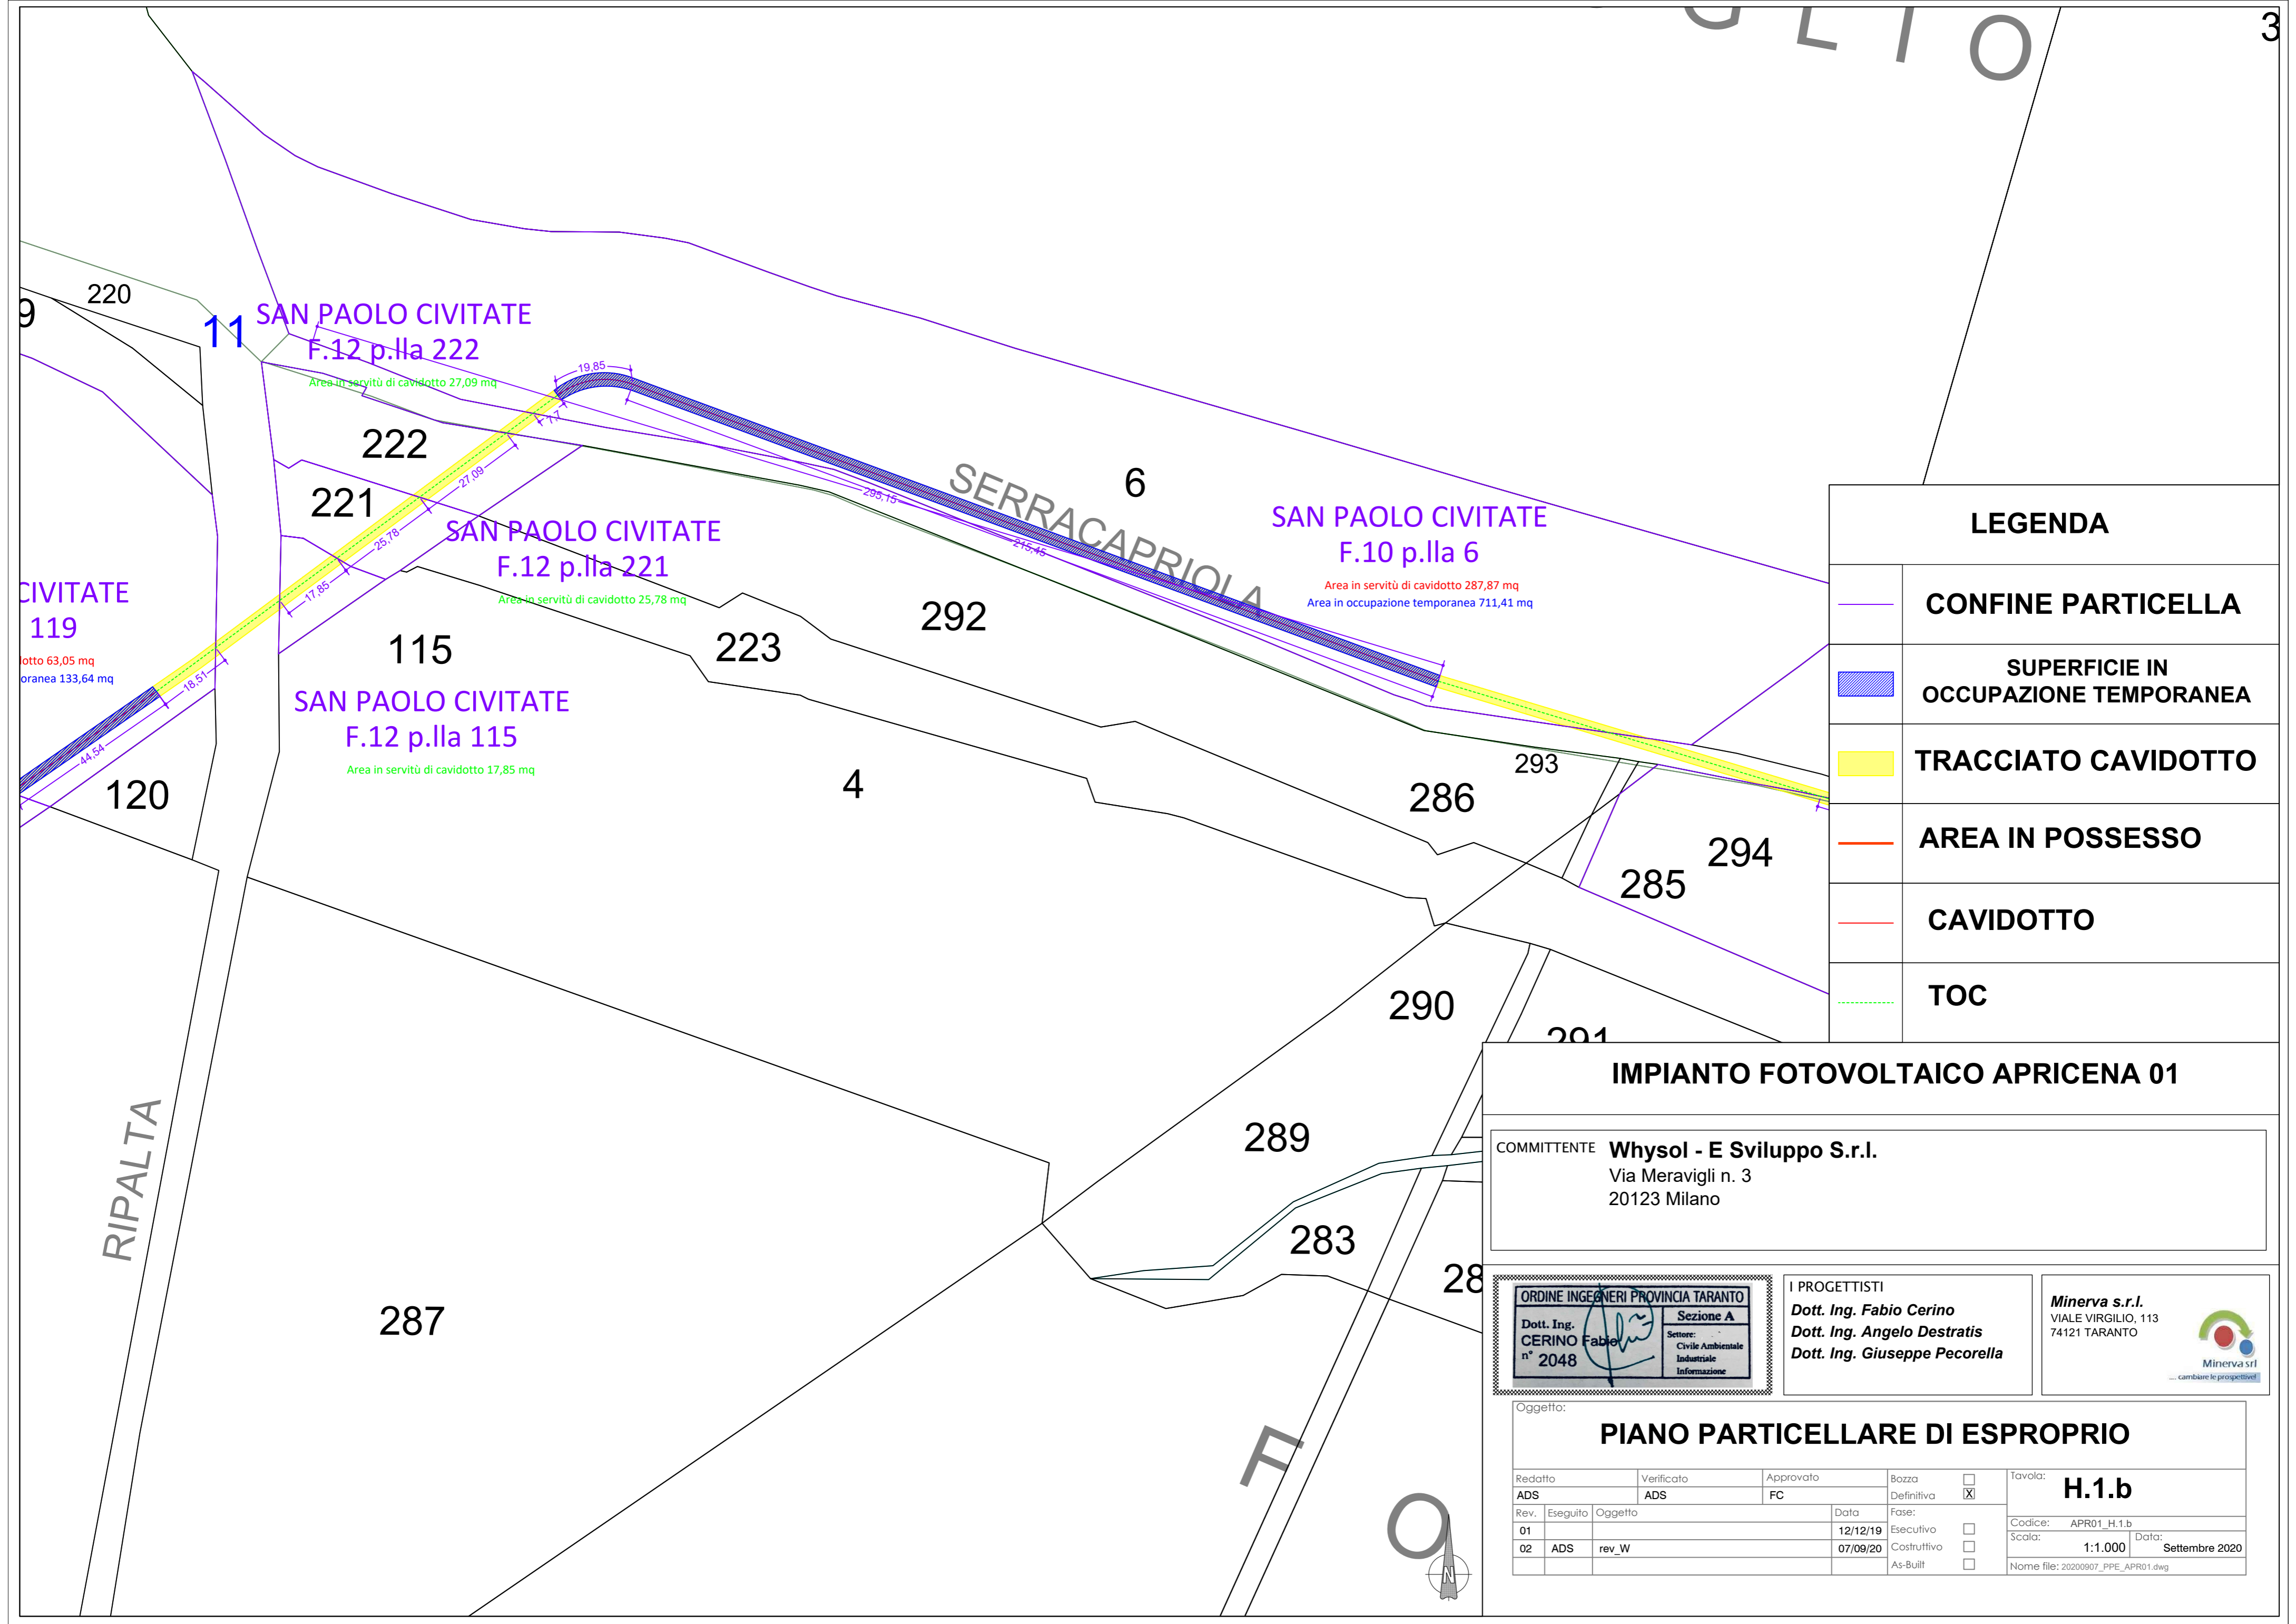 GLIO
3
220
9
11
SAN PAOLO CIVITATE
F.12 p.lla 222
Area in servitù di cavidotto 27,09 mq
19,85
7,7
222
27,09
221
25,78
17,85
SAN PAOLO CIVITATE
F.12 p.lla 221
Area in servitù di cavidotto 25,78 mq
295,15
215,45
SERRACAPRIOLA
6
SAN PAOLO CIVITATE
F.10 p.lla 6
Area in servitù di cavidotto 287,87 mq
Area in occupazione temporanea 711,41 mq
CIVITATE
119
lotto 63,05 mq
oranea 133,64 mq
18,51
44,54
115
SAN PAOLO CIVITATE
F.12 p.lla 115
Area in servitù di cavidotto 17,85 mq
223
292
120
4
293
286
294
285
290
291
289
283
28
287
RIPALTA
F
O
N
LEGENDA
CONFINE PARTICELLA
SUPERFICIE IN
OCCUPAZIONE TEMPORANEA
TRACCIATO CAVIDOTTO
AREA IN POSSESSO
CAVIDOTTO
TOC
IMPIANTO FOTOVOLTAICO APRICENA 01
COMMITTENTE Whysol - E Sviluppo S.r.l.
Via Meravigli n. 3
20123 Milano
ORDINE INGEGNERI PROVINCIA TARANTO
Dott. Ing.
CERINO Fabio
n° 2048
Sezione A
Settore:
Civile Ambientale
Industriale
Informazione
I PROGETTISTI
Dott. Ing. Fabio Cerino
Dott. Ing. Angelo Destratis
Dott. Ing. Giuseppe Pecorella
Minerva s.r.l.
VIALE VIRGILIO, 113
74121 TARANTO
Minerva srl
.... cambiare le prospettive!
Oggetto:
PIANO PARTICELLARE DI ESPROPRIO
Redatto Verificato Approvato
ADS ADS FC
Rev. Eseguito Oggetto Data
01 12/12/19
02 ADS rev_W 07/09/20
Bozza
Definitiva X
Fase:
Esecutivo
Costruttivo
As-Built
Tavola: H.1.b
Codice: APR01_H.1.b
Scala: 1:1.000 Data: Settembre 2020
Nome file: 20200907_PPE_APR01.dwg